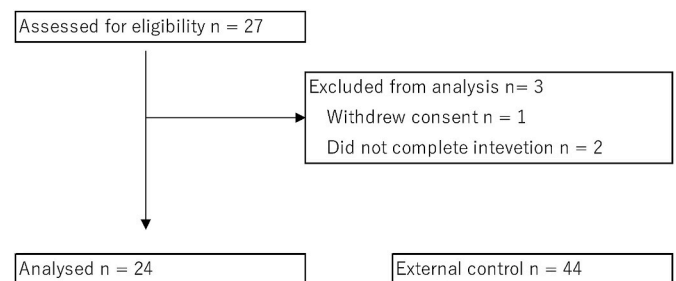 Assessed for eligibility n = 27
Excluded from analysis n= 3
Withdrew consent n = 1
Did not complete intevetion n = 2
Analysed n = 24
External control n = 44